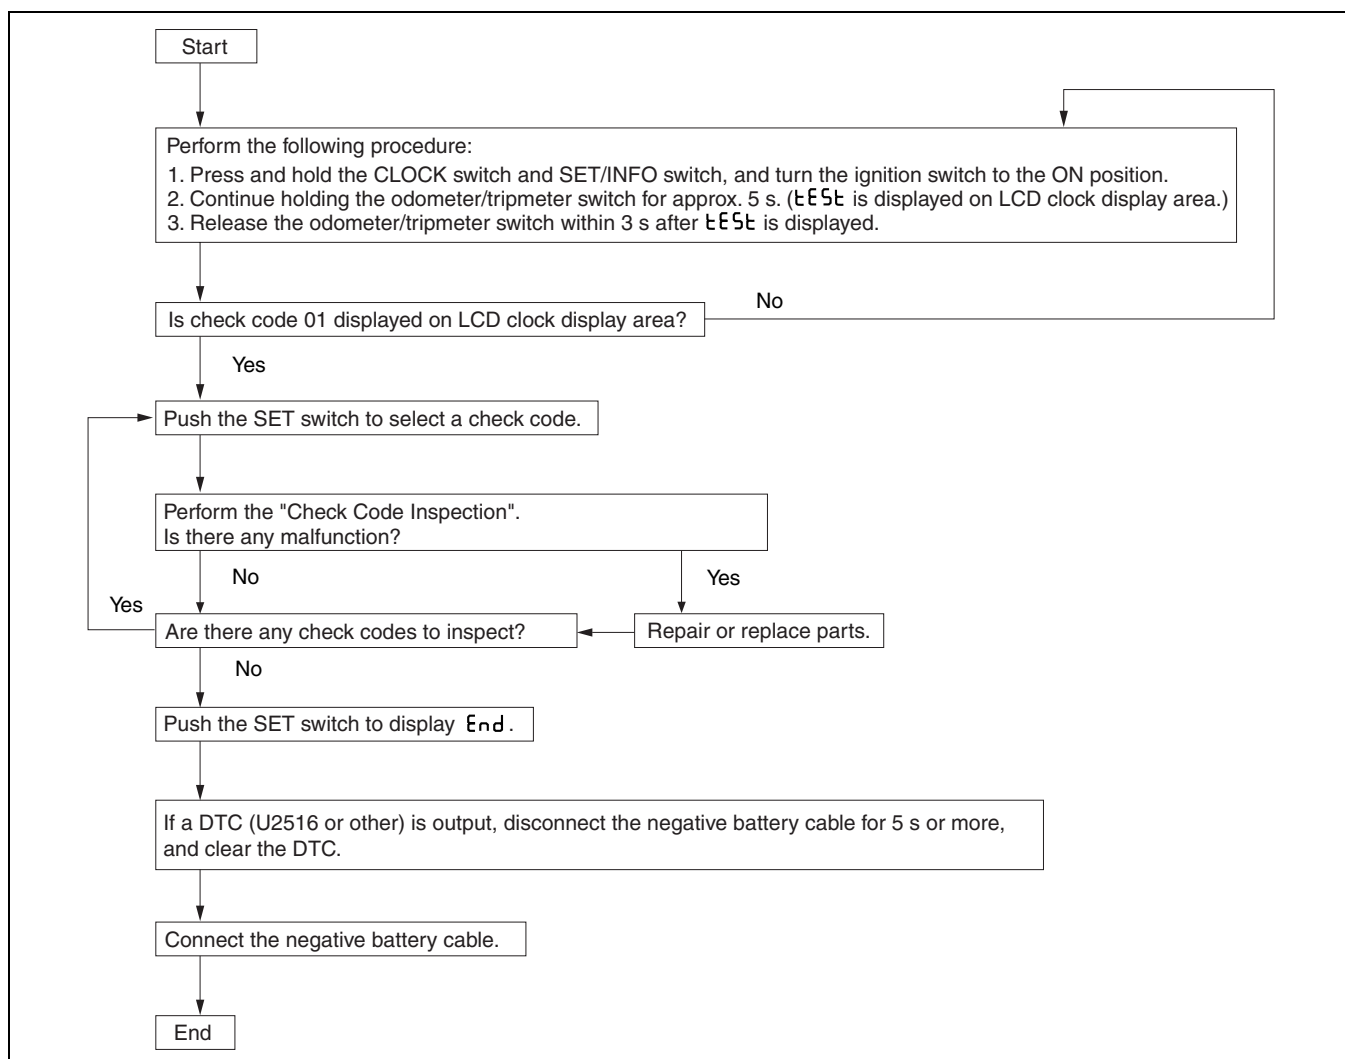 Start
Perform the following procedure:
1. Press and hold the CLOCK switch and SET/INFO switch, and turn the ignition switch to the ON position.
2. Continue holding the odometer/tripmeter switch for approx. 5 s. (tESt is displayed on LCD clock display area.)
3. Release the odometer/tripmeter switch within 3 s after tESt is displayed.
Is check code 01 displayed on LCD clock display area?
No
Yes
Push the SET switch to select a check code.
Perform the "Check Code Inspection".
Is there any malfunction?
No
Yes
Yes
Are there any check codes to inspect?
Repair or replace parts.
No
Push the SET switch to display End.
If a DTC (U2516 or other) is output, disconnect the negative battery cable for 5 s or more,
and clear the DTC.
Connect the negative battery cable.
End